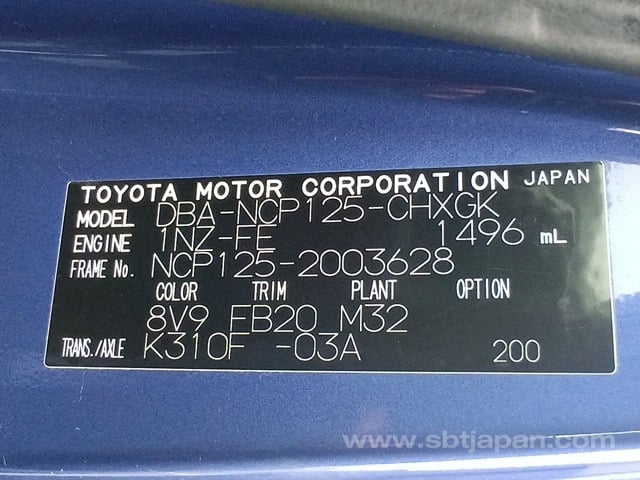 TOYOTA MOTOR CORPORATION JAPAN
MODEL DBA-NCP125-CHXGK
ENGINE 1NZ-FE 1496 mL
FRAME No. NCP125-2003628
COLOR TRIM PLANT OPTION
8V9 FB20 M32
TRANS./AXLE K310F -03A 200
www.sbtjapan.com